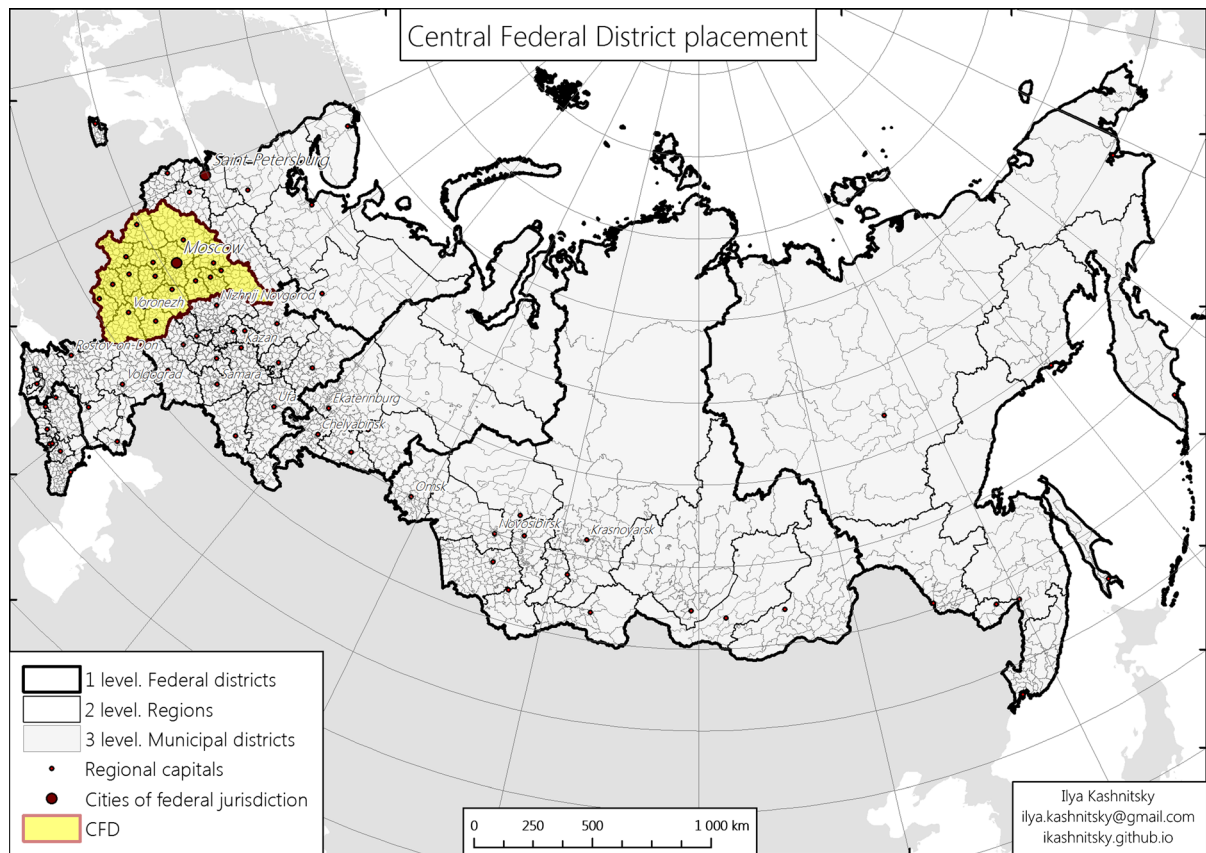 Central Federal District placement
Saint-Petersburg
Moscow
Voronezh
Nizhnij Novgorod
Kazan
Rostov-on-Don
Volgograd
Samara
Ufa
Ekaterinburg
Chelyabinsk
Omsk
Novosibirsk
Krasnoyarsk
1 level. Federal districts
2 level. Regions
3 level. Municipal districts
Regional capitals
Cities of federal jurisdiction
CFD
0 250 500 1 000 km
Ilya Kashnitsky
ilya.kashnitsky@gmail.com
ikashnitsky.github.io